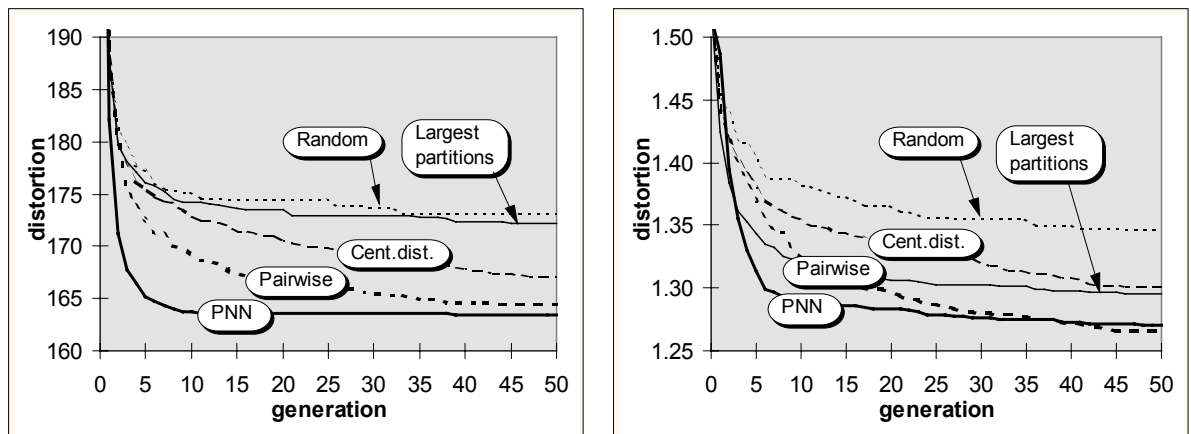 190
185
180
175
170
165
160
distortion
Random
Largest
partitions
Cent.dist.
Pairwise
PNN
0 5 10 15 20 25 30 35 40 45 50
generation
1.50
1.45
1.40
1.35
1.30
1.25
distortion
Random
Largest
partitions
Cent.dist.
Pairwise
PNN
0 5 10 15 20 25 30 35 40 45 50
generation